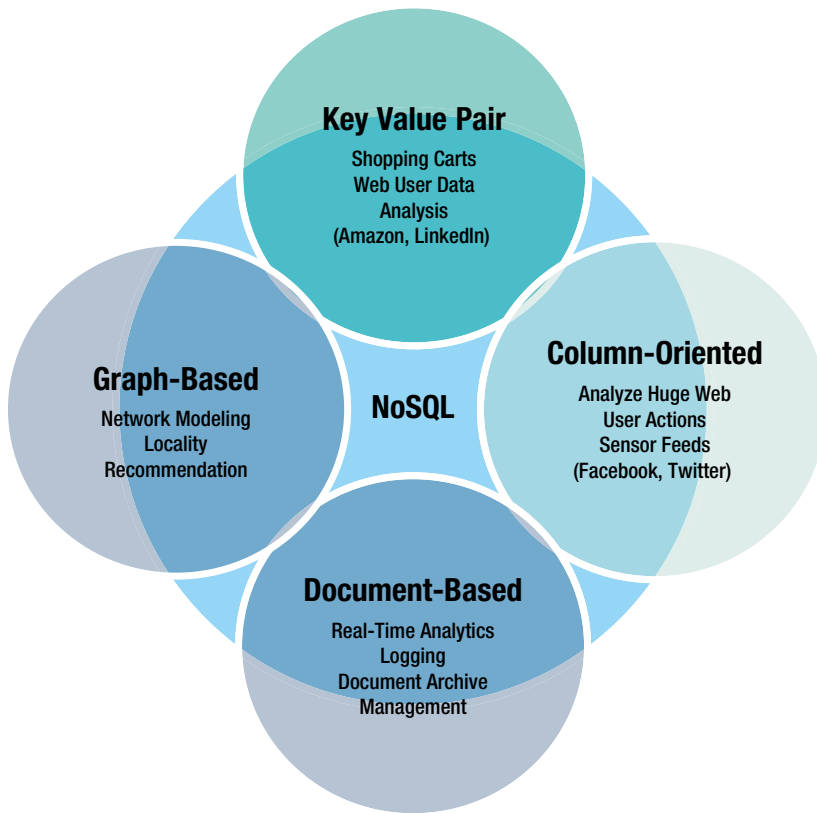 Key Value Pair
Shopping Carts
Web User Data
Analysis
(Amazon, LinkedIn)
Graph-Based
Network Modeling
Locality
Recommendation
NoSQL
Column-Oriented
Analyze Huge Web
User Actions
Sensor Feeds
(Facebook, Twitter)
Document-Based
Real-Time Analytics
Logging
Document Archive
Management